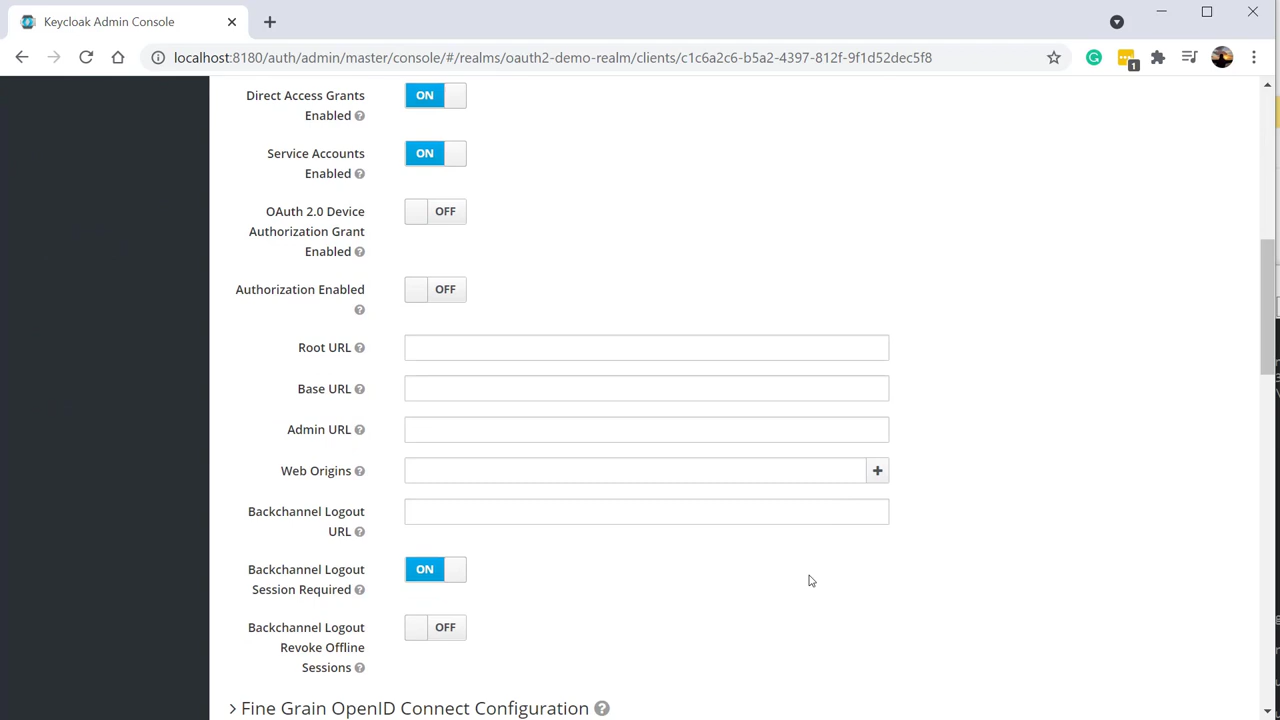 Keycloak Admin Console
localhost:8180/auth/admin/master/console/#/realms/oauth2-demo-realm/clients/c1c6a2c6-b5a2-4397-812f-9f1d52dec5f8
1
Direct Access Grants
Enabled
ON
Service Accounts
Enabled
ON
OAuth 2.0 Device
Authorization Grant
Enabled
OFF
Authorization Enabled
OFF
Root URL
Base URL
Admin URL
Web Origins
Backchannel Logout
URL
Backchannel Logout
Session Required
ON
Backchannel Logout
Revoke Offline
Sessions
OFF
Fine Grain OpenID Connect Configuration